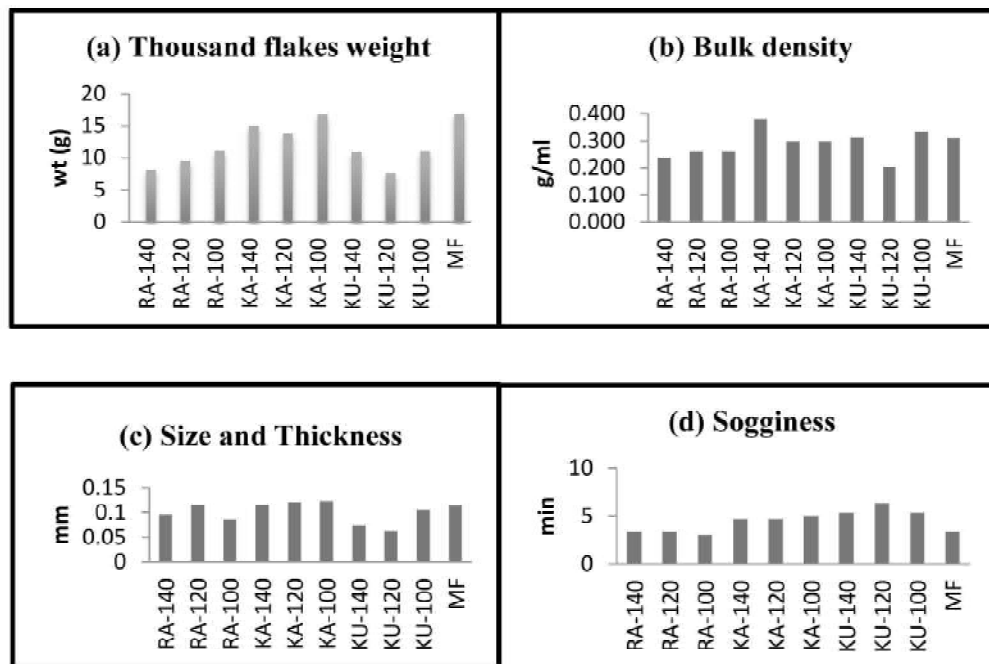 (a) Thousand flakes weight
wt (g)
20
15
10
5
0
RA-140
RA-120
RA-100
KA-140
KA-120
KA-100
KU-140
KU-120
KU-100
MF
(b) Bulk density
g/ml
0.400
0.300
0.200
0.100
0.000
RA-140
RA-120
RA-100
KA-140
KA-120
KA-100
KU-140
KU-120
KU-100
MF
(c) Size and Thickness
mm
0.15
0.1
0.05
0
RA-140
RA-120
RA-100
KA-140
KA-120
KA-100
KU-140
KU-120
KU-100
MF
(d) Sogginess
min
10
5
0
RA-140
RA-120
RA-100
KA-140
KA-120
KA-100
KU-140
KU-120
KU-100
MF